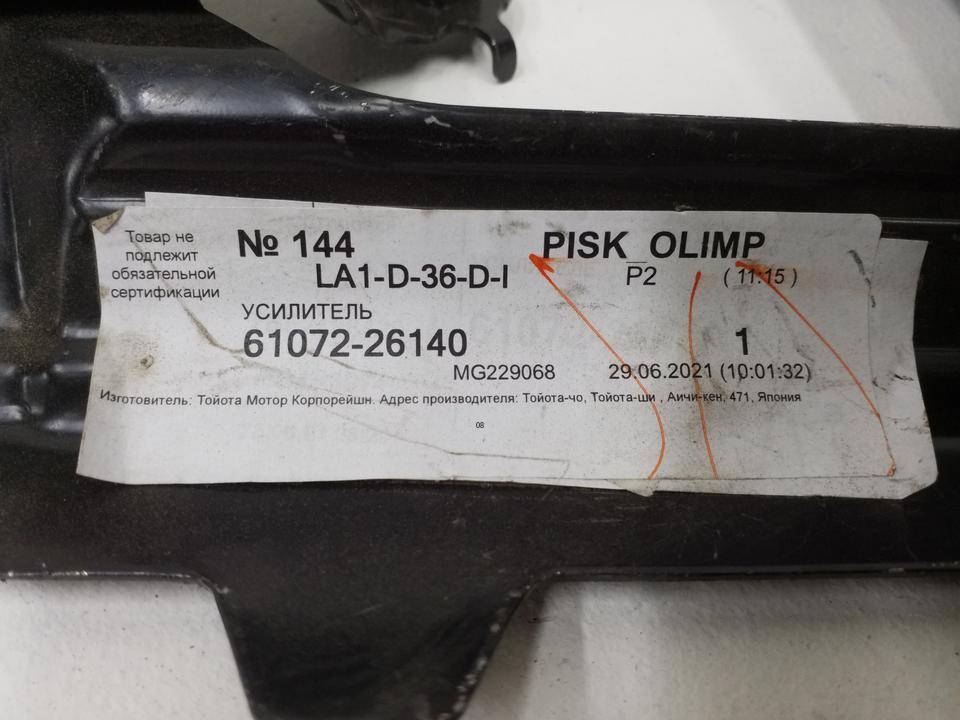 Товар не
подлежит
обязательной
сертификации
№ 144
PISK_OLIMP
LA1-D-36-D-I
P2
(11:15)
УСИЛИТЕЛЬ
61072-26140
1
MG229068
29.06.2021 (10:01:32)
Изготовитель: Тойота Мотор Корпорейшн. Адрес производителя: Тойота-чо, Тойота-ши , Аичи-кен, 471, Япония
08